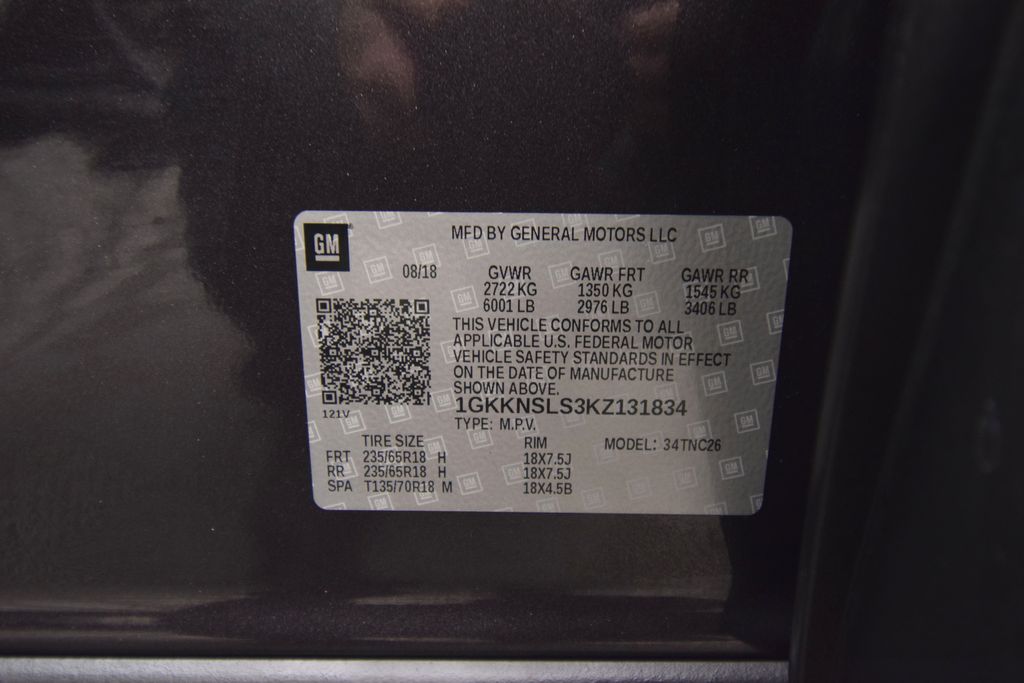 GM
MFD BY GENERAL MOTORS LLC
08/18 GVWR GAWR FRT GAWR RR
2722 KG 1350 KG 1545 KG
6001 LB 2976 LB 3406 LB
THIS VEHICLE CONFORMS TO ALL
APPLICABLE U.S. FEDERAL MOTOR
VEHICLE SAFETY STANDARDS IN EFFECT
ON THE DATE OF MANUFACTURE
SHOWN ABOVE.
1GKKNSLS3KZ131834
121V
TYPE: M.P.V.
TIRE SIZE RIM MODEL: 34TNC26
FRT 235/65R18 H 18X7.5J
RR 235/65R18 H 18X7.5J
SPA T135/70R18 M 18X4.5B